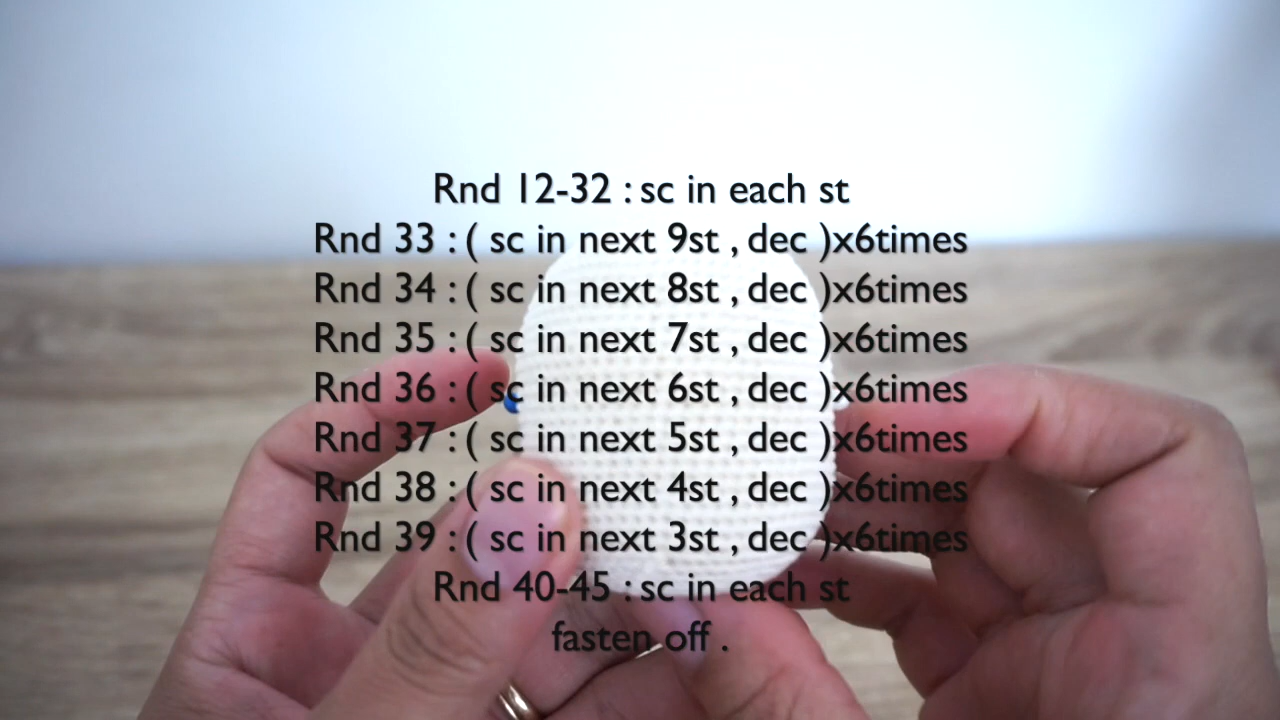 Rnd 12-32 : sc in each st
Rnd 33 : ( sc in next 9st , dec )x6times
Rnd 34 : ( sc in next 8st , dec )x6times
Rnd 35 : ( sc in next 7st , dec )x6times
Rnd 36 : ( sc in next 6st , dec )x6times
Rnd 37 : ( sc in next 5st , dec )x6times
Rnd 38 : ( sc in next 4st , dec )x6times
Rnd 39 : ( sc in next 3st , dec )x6times
Rnd 40-45 : sc in each st
fasten off .